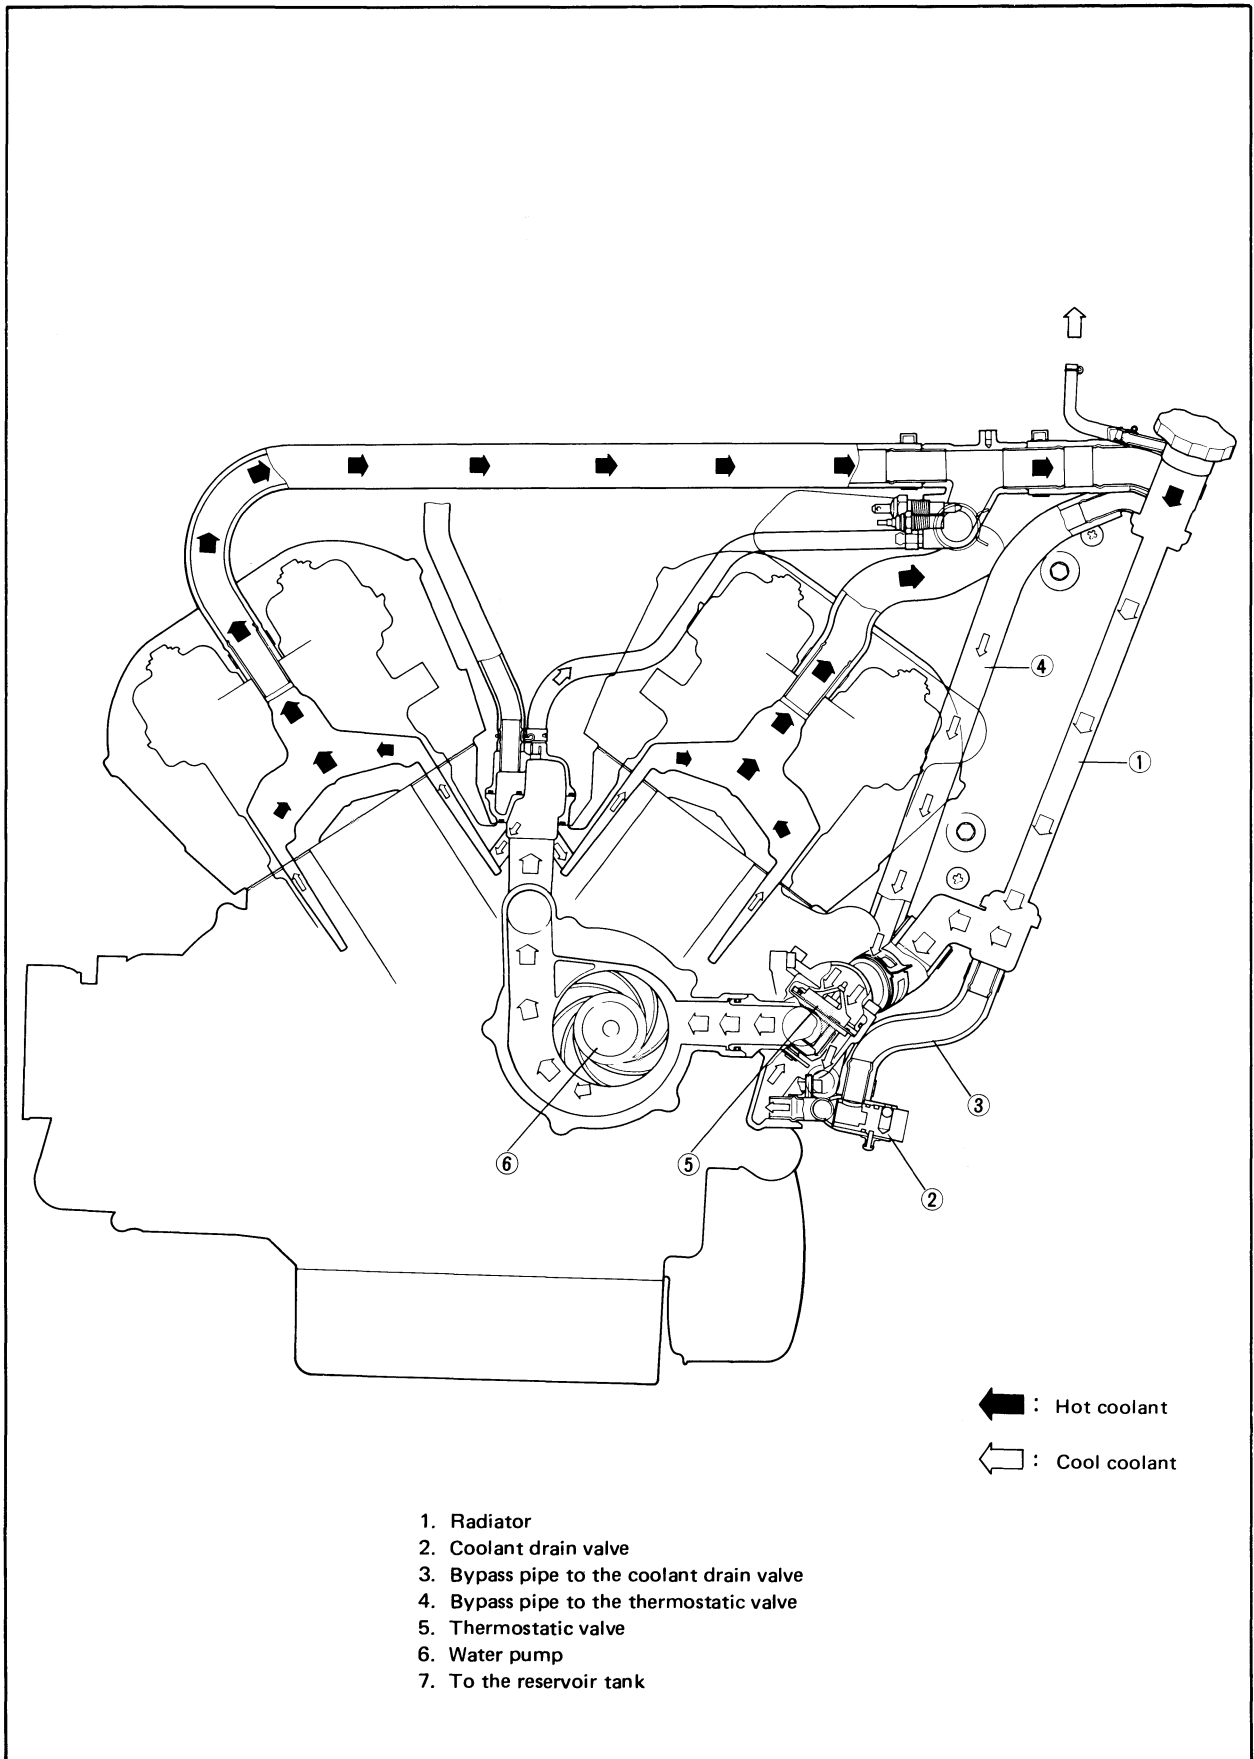 ④
①
③
⑥
⑤
②
: Hot coolant
: Cool coolant
1. Radiator
2. Coolant drain valve
3. Bypass pipe to the coolant drain valve
4. Bypass pipe to the thermostatic valve
5. Thermostatic valve
6. Water pump
7. To the reservoir tank